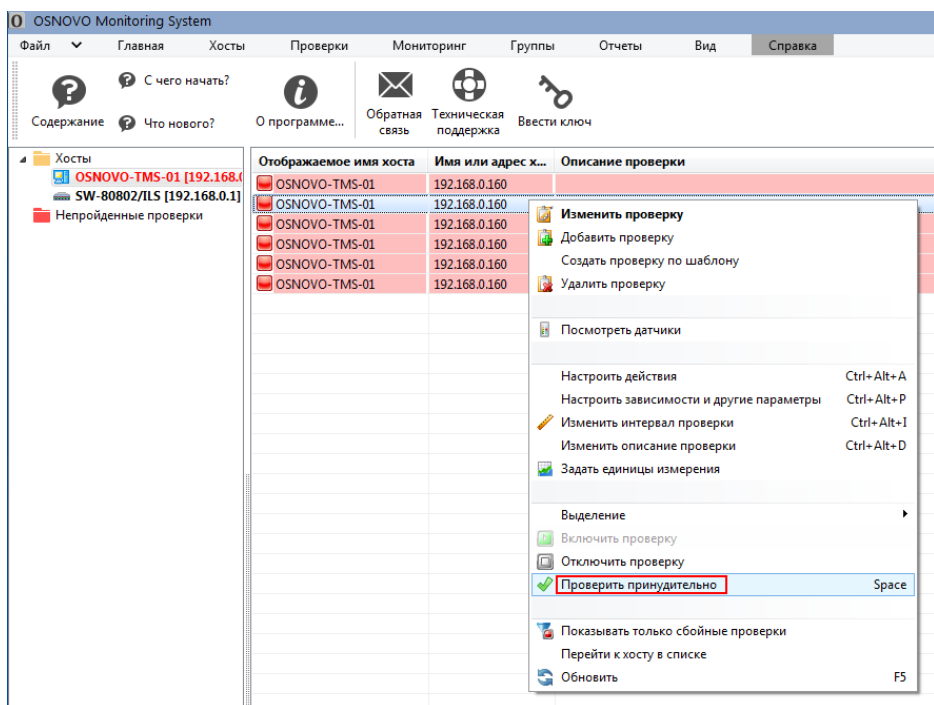 OSNOVO Monitoring System
Файл Главная Хосты Проверки Мониторинг Группы Отчеты Вид Справка
Содержание
С чего начать?
Что нового?
О программе...
Обратная связь
Техническая поддержка
Ввести ключ
Хосты
OSNOVO-TMS-01 [192.168.(
SW-80802/ILS [192.168.0.1]
Непройденные проверки
Отображаемое имя хоста Имя или адрес х... Описание проверки
OSNOVO-TMS-01 192.168.0.160
OSNOVO-TMS-01 192.168.0.160
OSNOVO-TMS-01 192.168.0.160
OSNOVO-TMS-01 192.168.0.160
OSNOVO-TMS-01 192.168.0.160
OSNOVO-TMS-01 192.168.0.160
Изменить проверку
Добавить проверку
Создать проверку по шаблону
Удалить проверку
Посмотреть датчики
Настроить действия Ctrl+Alt+A
Настроить зависимости и другие параметры Ctrl+Alt+P
Изменить интервал проверки Ctrl+Alt+I
Изменить описание проверки Ctrl+Alt+D
Задать единицы измерения
Выделение
Включить проверку
Отключить проверку
Проверить принудительно Space
Показывать только сбойные проверки
Перейти к хосту в списке
Обновить F5